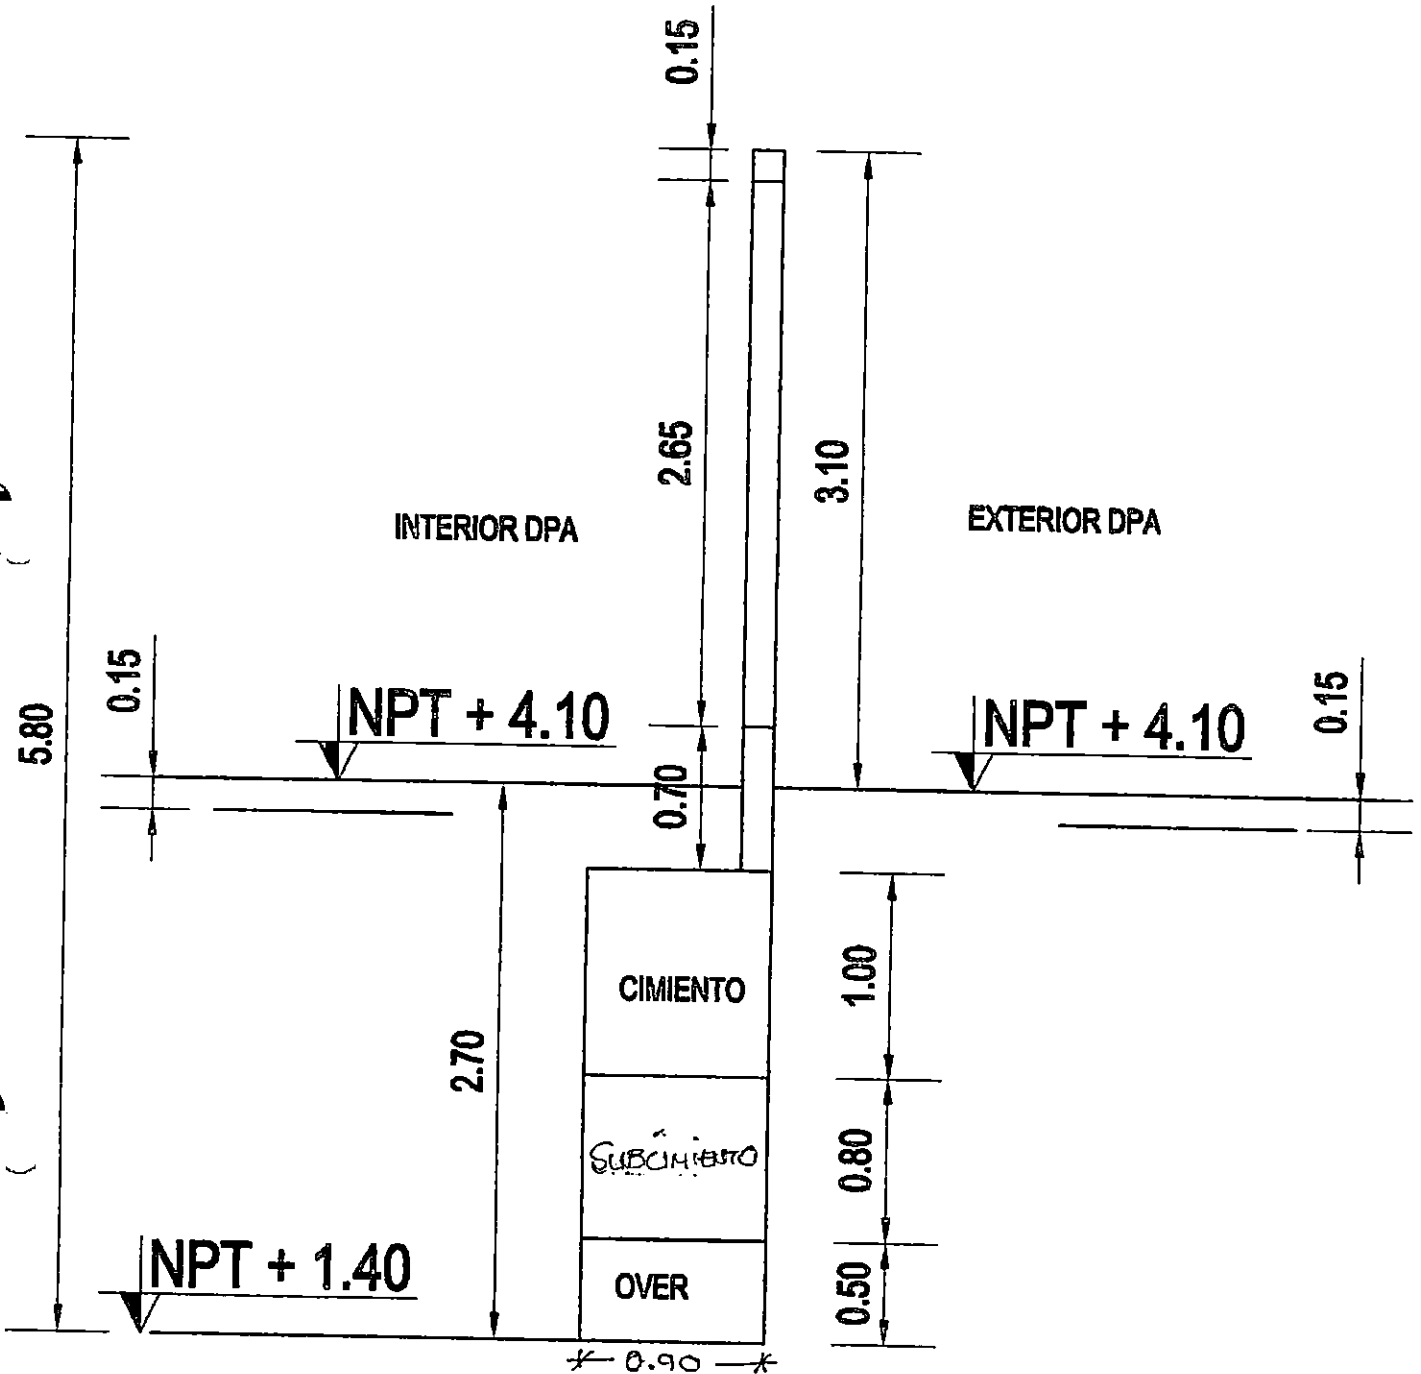 0.15
5.80
2.65
3.10
INTERIOR DPA
EXTERIOR DPA
0.15
NPT + 4.10
NPT + 4.10
0.15
0.70
CIMIENTO
1.00
2.70
SUBCIMIENTO
0.80
NPT + 1.40
OVER
0.50
0.90